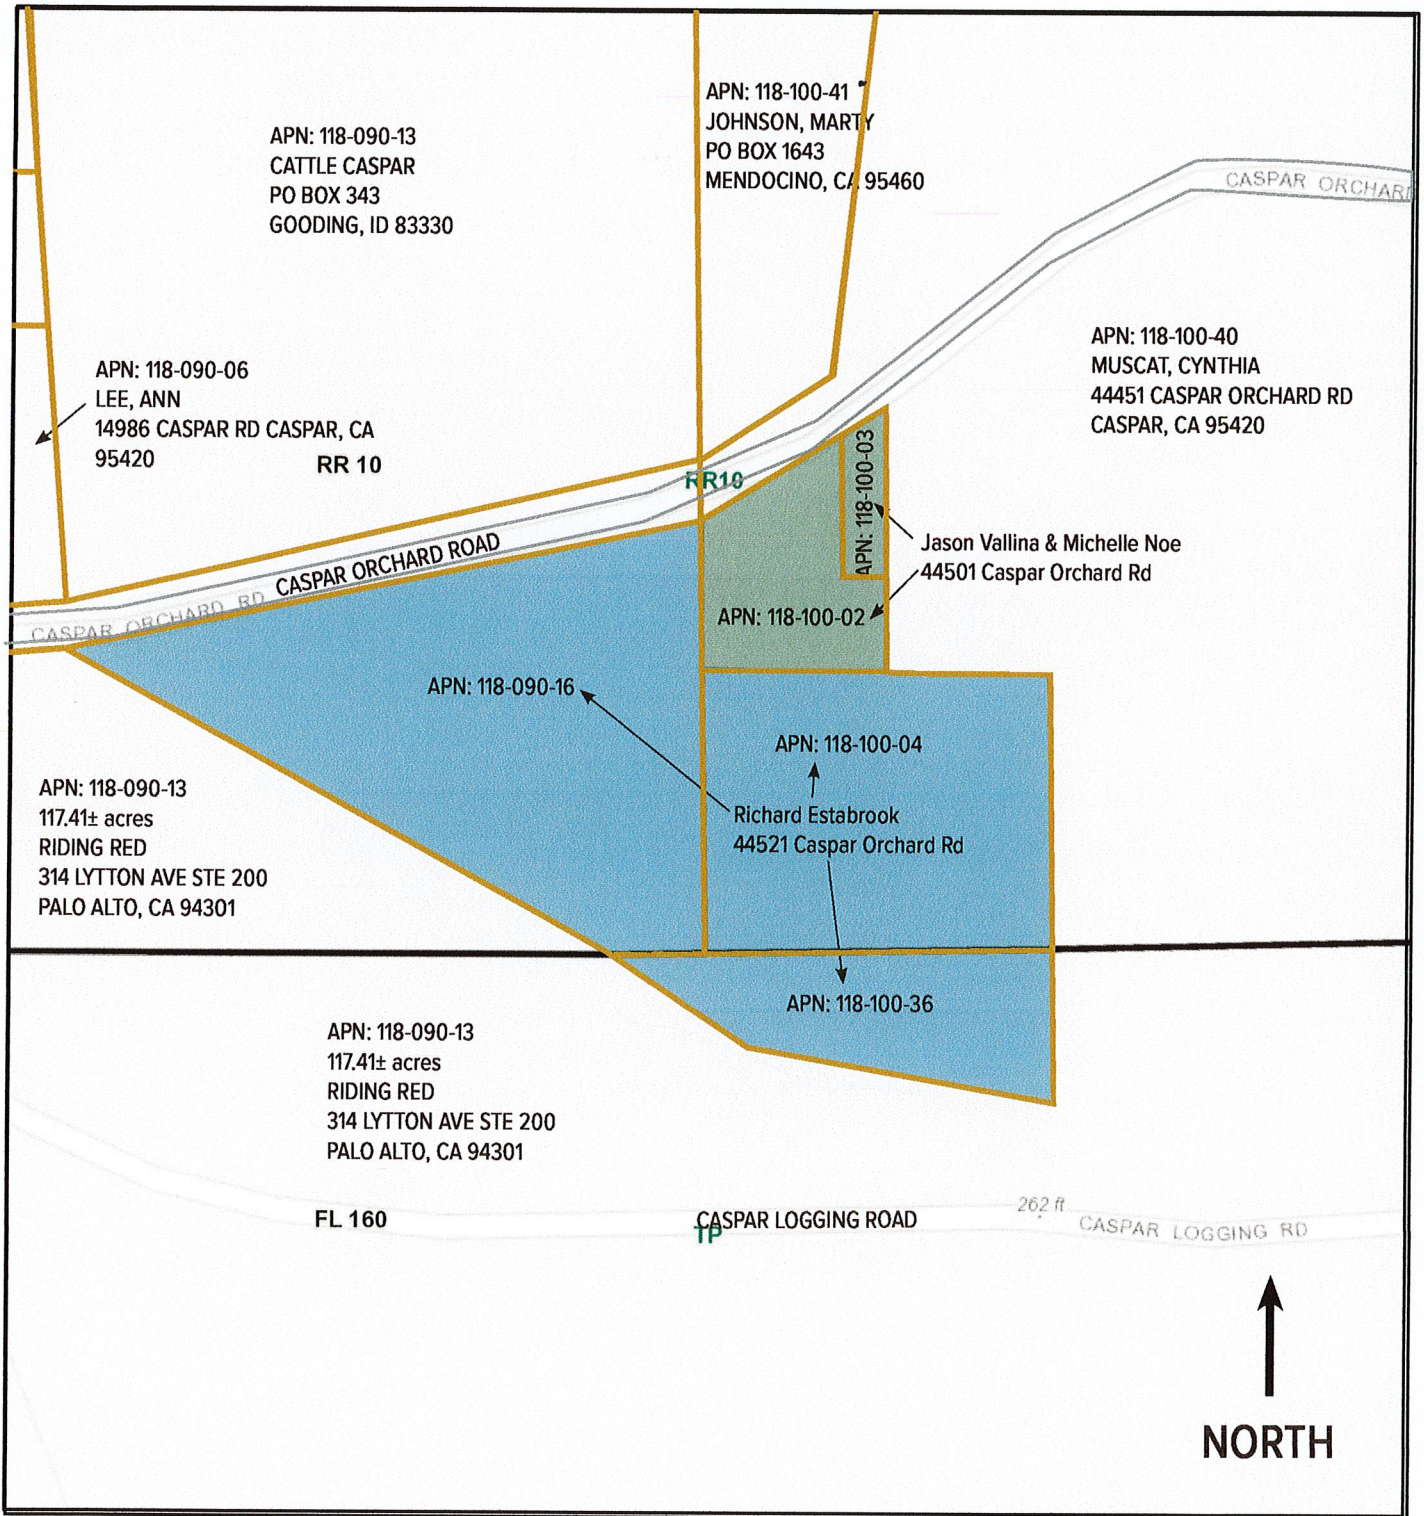 APN: 118-090-13
CATTLE CASPAR
PO BOX 343
GOODING, ID 83330
APN: 118-100-41
JOHNSON, MARTY
PO BOX 1643
MENDOCINO, CA 95460
CASPAR ORCHARD
APN: 118-100-40
MUSCAT, CYNTHIA
44451 CASPAR ORCHARD RD
CASPAR, CA 95420
APN: 118-090-06
LEE, ANN
14986 CASPAR RD CASPAR, CA
95420
RR 10
RR10
APN: 118-100-03
CASPAR ORCHARD ROAD
CASPAR ORCHARD RD
Jason Vallina & Michelle Noe
44501 Caspar Orchard Rd
APN: 118-100-02
APN: 118-090-16
APN: 118-100-04
Richard Estabrook
44521 Caspar Orchard Rd
APN: 118-090-13
117.41± acres
RIDING RED
314 LYTTON AVE STE 200
PALO ALTO, CA 94301
APN: 118-100-36
APN: 118-090-13
117.41± acres
RIDING RED
314 LYTTON AVE STE 200
PALO ALTO, CA 94301
FL 160
CASPAR LOGGING ROAD
TP
262 ft
CASPAR LOGGING RD
NORTH